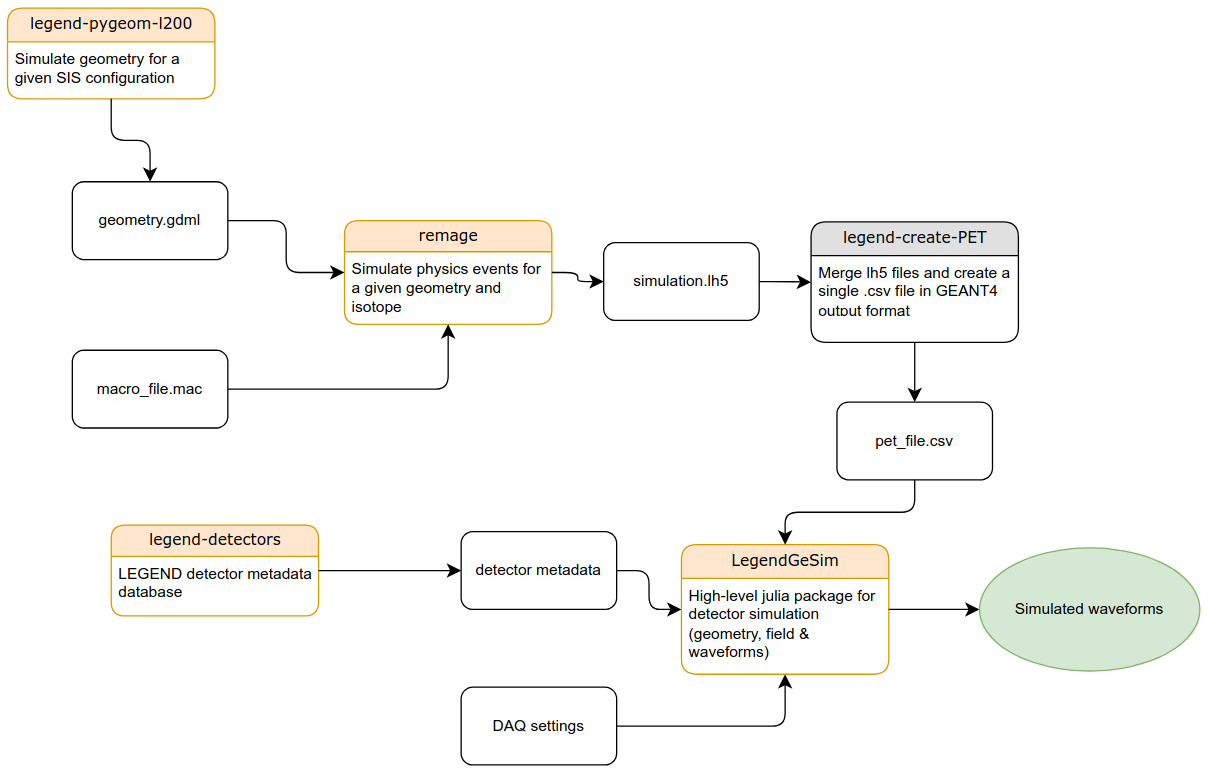 legend-pygeom-l200
Simulate geometry for a
given SIS configuration
geometry.gdml
remage
Simulate physics events for
a given geometry and
isotope
simulation.lh5
legend-create-PET
Merge lh5 files and create a
single .csv file in GEANT4
output format
macro_file.mac
pet_file.csv
legend-detectors
LEGEND detector metadata
database
detector metadata
LegendGeSim
High-level julia package for
detector simulation
(geometry, field &
waveforms)
Simulated waveforms
DAQ settings